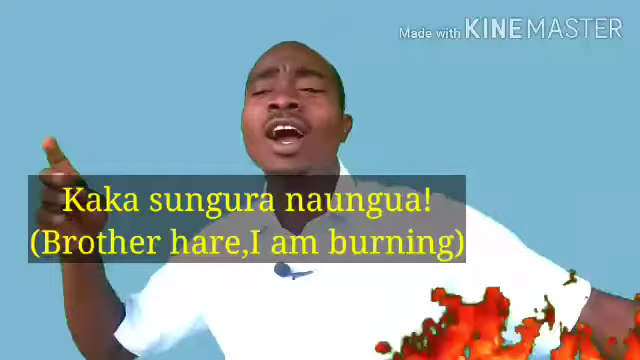 Made with KINEMASTER
Kaka sungura naungua!
(Brother hare,I am burning)